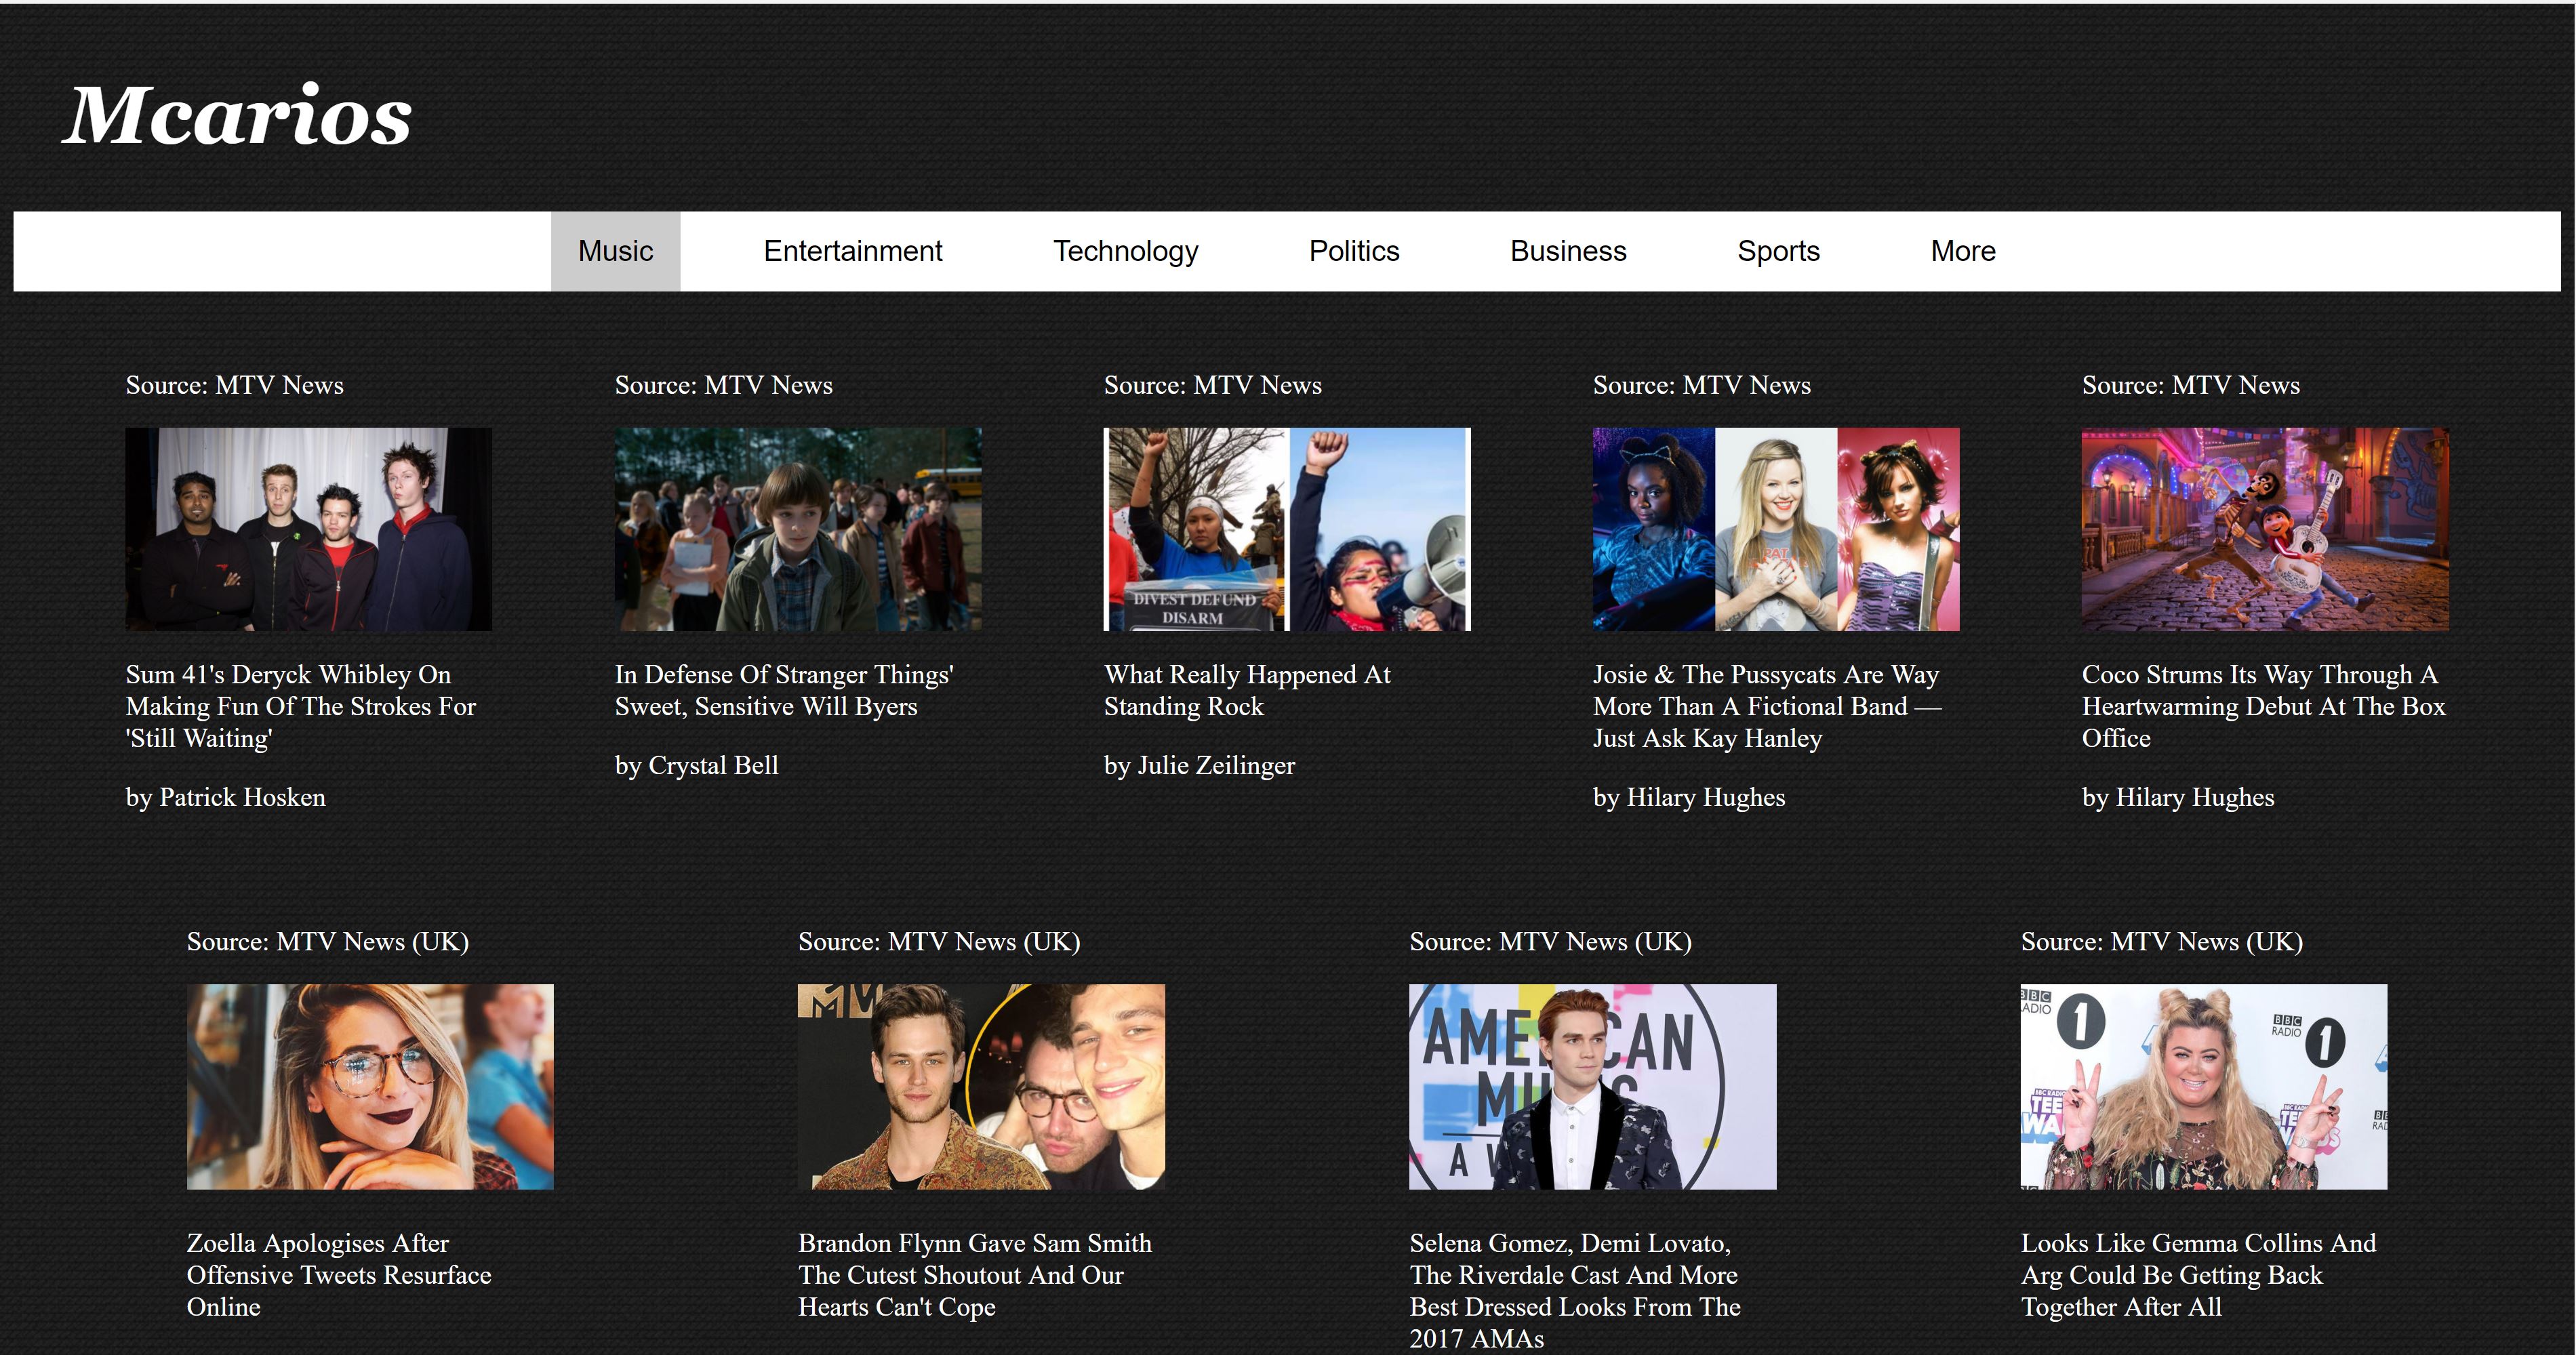 Mcarios
Music Entertainment Technology Politics Business Sports More
Source: MTV News
DIVEST DEFUND
DISARM
Sum 41's Deryck Whibley On
Making Fun Of The Strokes For
'Still Waiting'
by Patrick Hosken
Source: MTV News
In Defense Of Stranger Things'
Sweet, Sensitive Will Byers
by Crystal Bell
Source: MTV News
What Really Happened At
Standing Rock
by Julie Zeilinger
Source: MTV News
Josie & The Pussycats Are Way
More Than A Fictional Band —
Just Ask Kay Hanley
by Hilary Hughes
Source: MTV News
Coco Strums Its Way Through A
Heartwarming Debut At The Box
Office
by Hilary Hughes
Source: MTV News (UK)
Zoella Apologises After
Offensive Tweets Resurface
Online
Source: MTV News (UK)
Brandon Flynn Gave Sam Smith
The Cutest Shoutout And Our
Hearts Can't Cope
Source: MTV News (UK)
Selena Gomez, Demi Lovato,
The Riverdale Cast And More
Best Dressed Looks From The
2017 AMAs
Source: MTV News (UK)
BBC
RADIO
1
BBC
RADIO
1
Looks Like Gemma Collins And
Arg Could Be Getting Back
Together After All